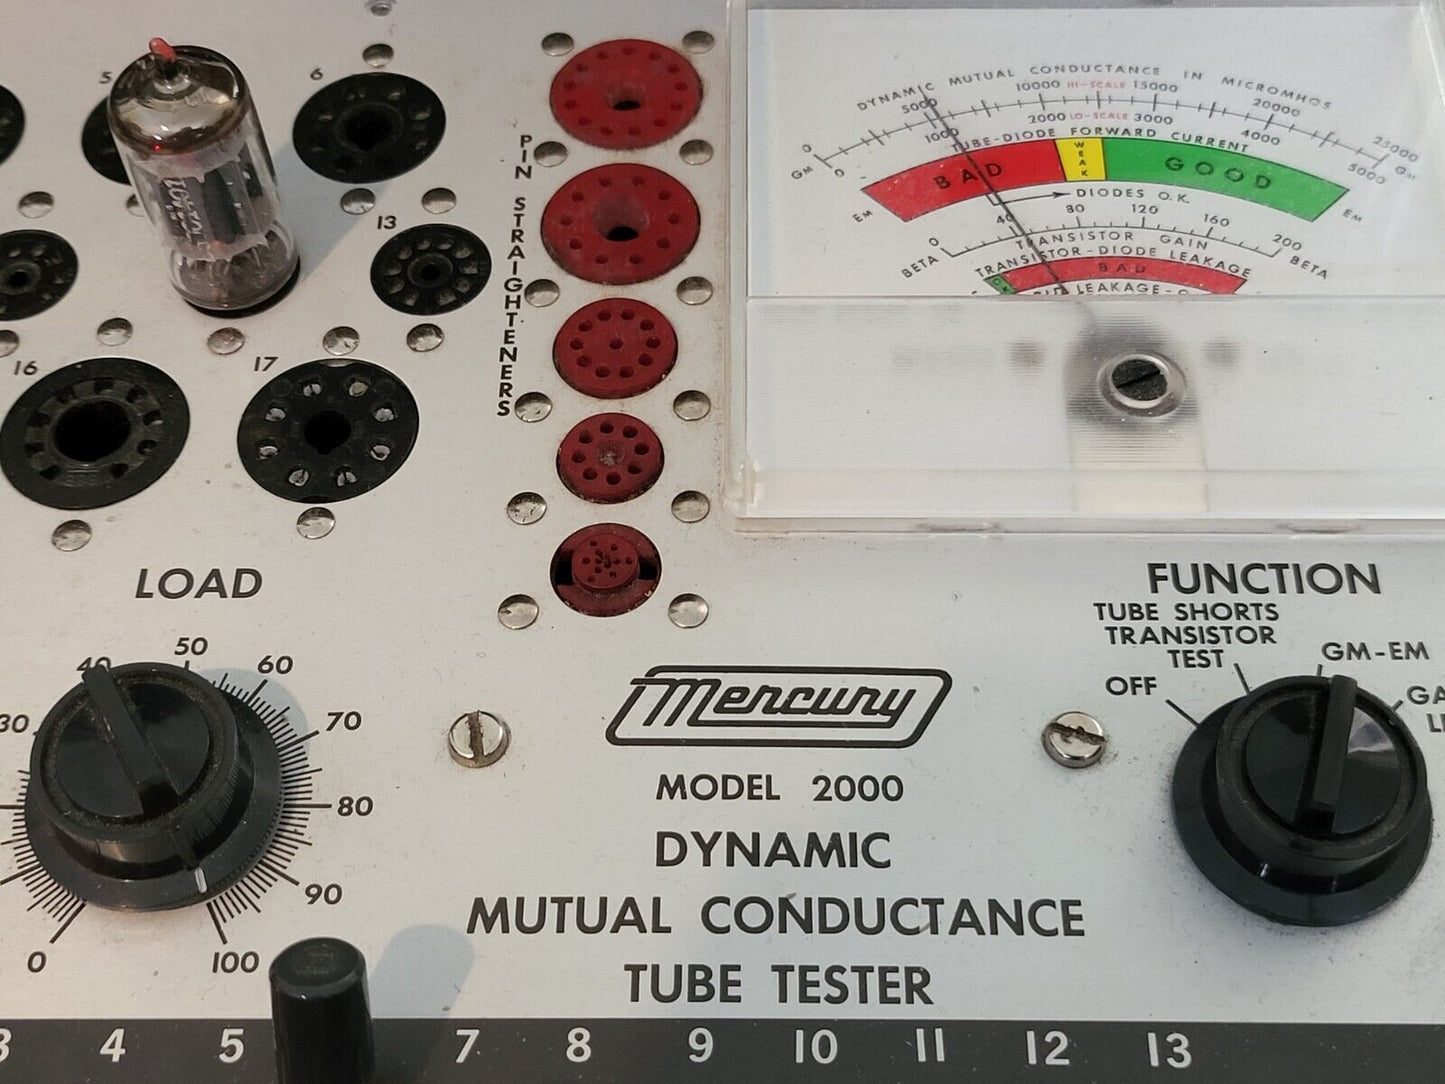 5
6
13
16
17
PIN STRAIGHTENERS
DYNAMIC MUTUAL CONDUCTANCE IN MICROMHOS
0 5000 10000 HI-SCALE 15000 20000 25000
GM 0 1000 2000 LO-SCALE 3000 4000 5000 GM
TUBE-DIODE FORWARD CURRENT
EM BAD WEAK GOOD EM
DIODES O.K.
0 40 80 120 160 200
BETA TRANSISTOR GAIN BETA
TRANSISTOR-DIODE LEAKAGE
BAD
LEAKAGE-
LOAD
0 30 40 50 60 70 80 90 100
Mercury
MODEL 2000
DYNAMIC
MUTUAL CONDUCTANCE
TUBE TESTER
FUNCTION
OFF
TUBE SHORTS
TRANSISTOR
TEST
GM-EM
3 4 5 7 8 9 10 11 12 13